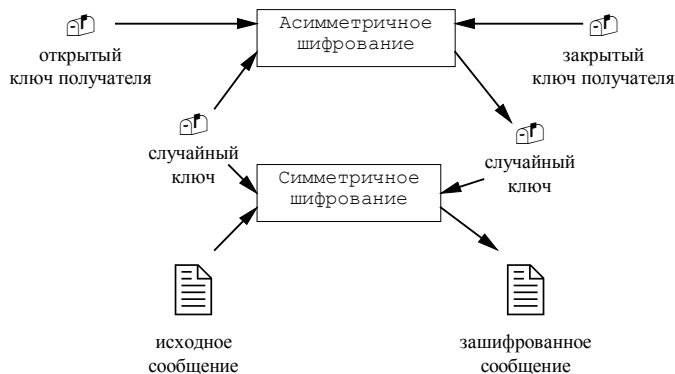 Асимметричное
шифрование
открытый
ключ получателя
закрытый
ключ получателя
случайный
ключ
случайный
ключ
Симметричное
шифрование
исходное
сообщение
зашифрованное
сообщение